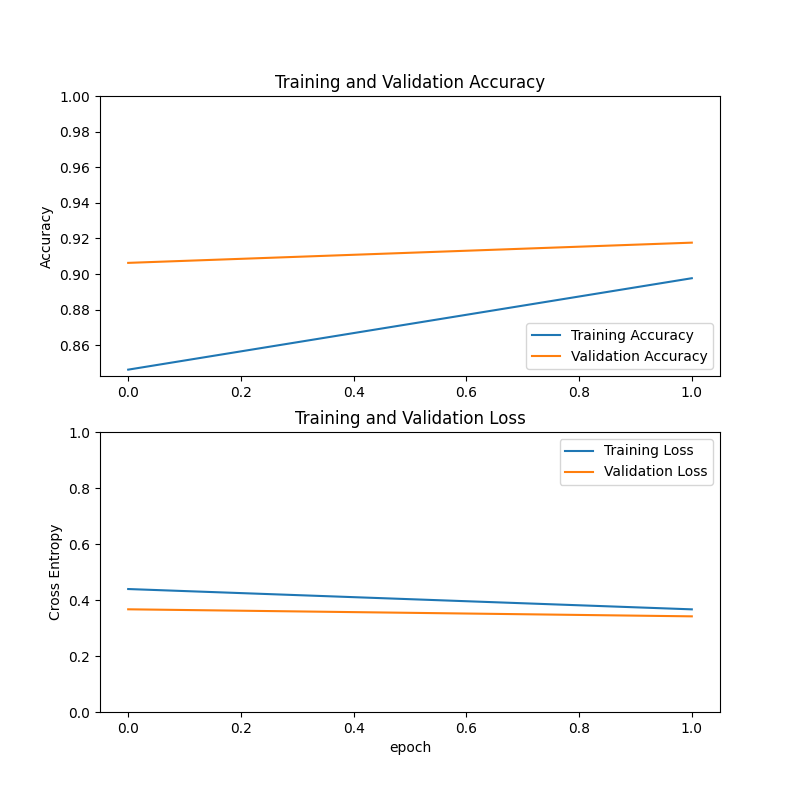 Training and Validation Accuracy
1.00
0.98
0.96
0.94
0.92
0.90
0.88
0.86
Accuracy
Training Accuracy
Validation Accuracy
0.0 0.2 0.4 0.6 0.8 1.0
Training and Validation Loss
1.0
0.8
0.6
0.4
0.2
0.0
Cross Entropy
Training Loss
Validation Loss
0.0 0.2 0.4 0.6 0.8 1.0
epoch